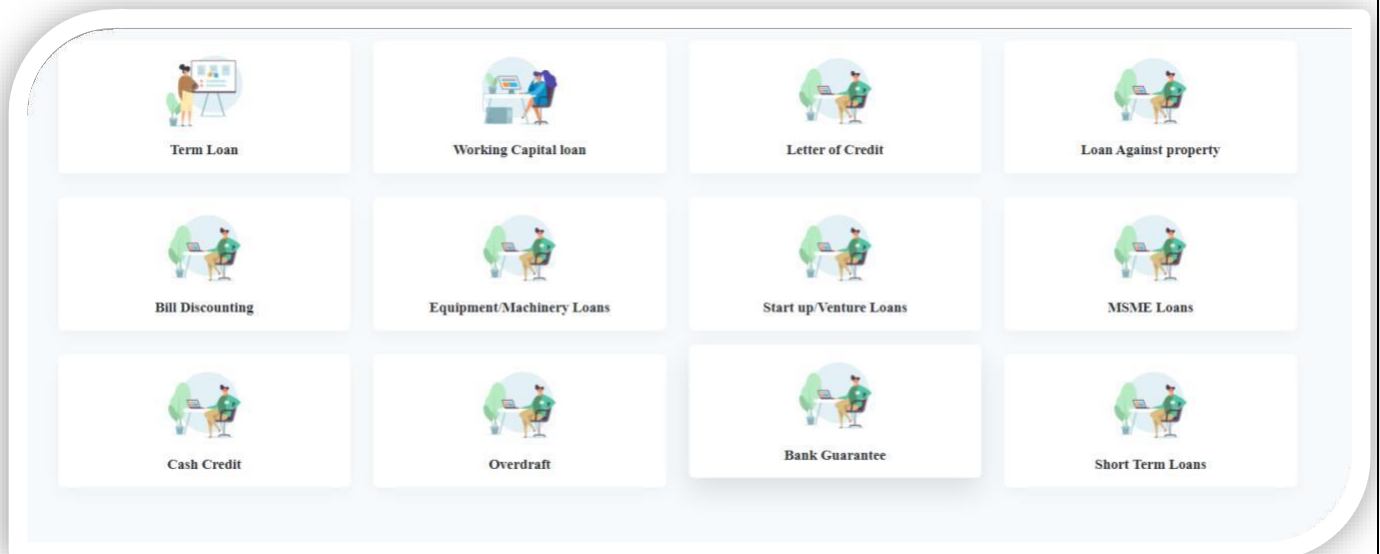 Term Loan
Working Capital loan
Letter of Credit
Loan Against property
Bill Discounting
Equipment/Machinery Loans
Start up/Venture Loans
MSME Loans
Cash Credit
Overdraft
Bank Guarantee
Short Term Loans